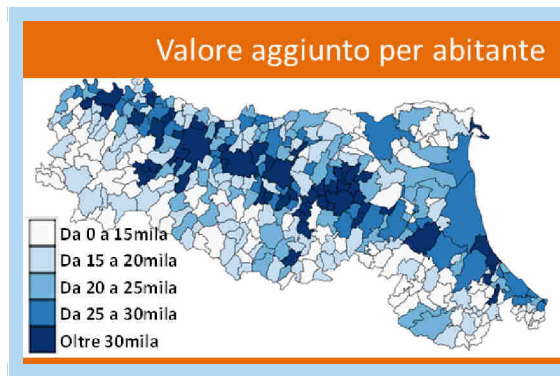 Valore aggiunto per abitante
Da 0 a 15mila
Da 15 a 20mila
Da 20 a 25mila
Da 25 a 30mila
Oltre 30mila